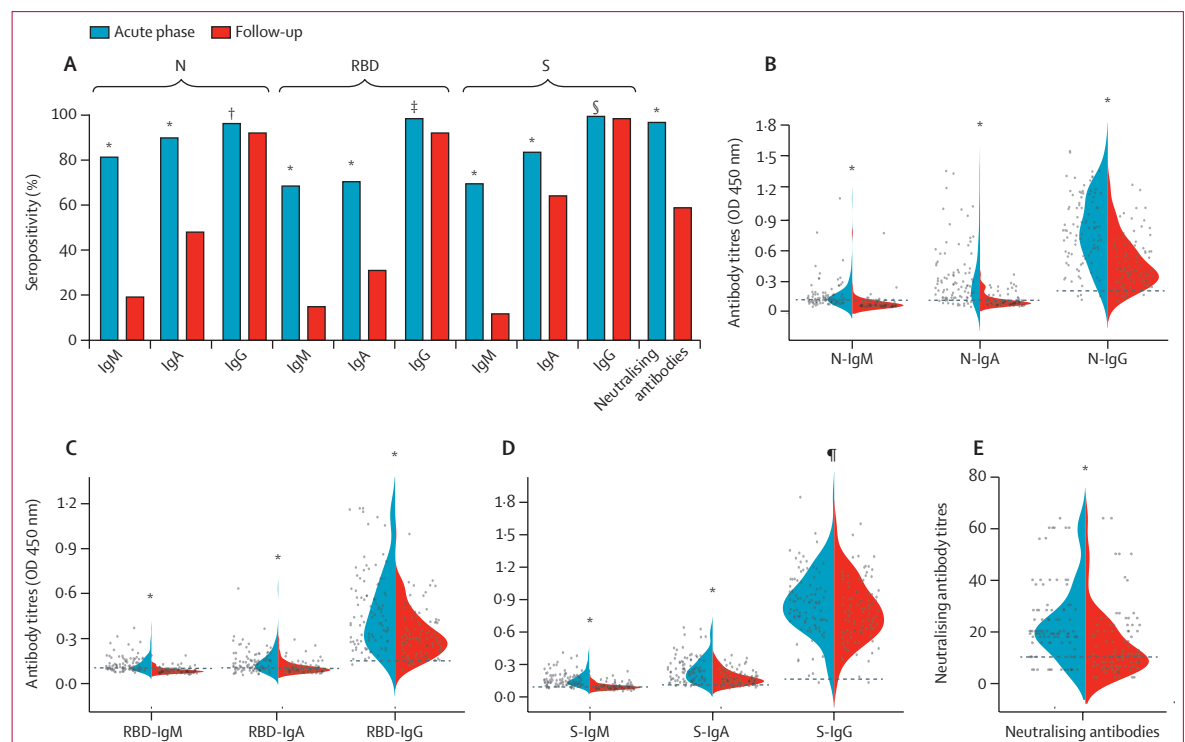 Acute phase Follow-up
A
N RBD S
* * † * * ‡ * * § *
Seropositivity (%)
100
80
60
40
20
0
IgM IgA IgG IgM IgA IgG IgM IgA IgG Neutralising
antibodies
B
* * *
Antibody titres (OD 450 nm)
1·8
1·5
1·2
0·9
0·6
0·3
0
N-IgM N-IgA N-IgG
C
* * *
Antibody titres (OD 450 nm)
1·2
0·9
0·6
0·3
0·0
RBD-IgM RBD-IgA RBD-IgG
D
* * ¶
1·8
1·5
1·2
0·9
0·6
0·3
0·0
S-IgM S-IgA S-IgG
E
*
Neutralising antibody titres
80
60
40
20
0
Neutralising antibodies